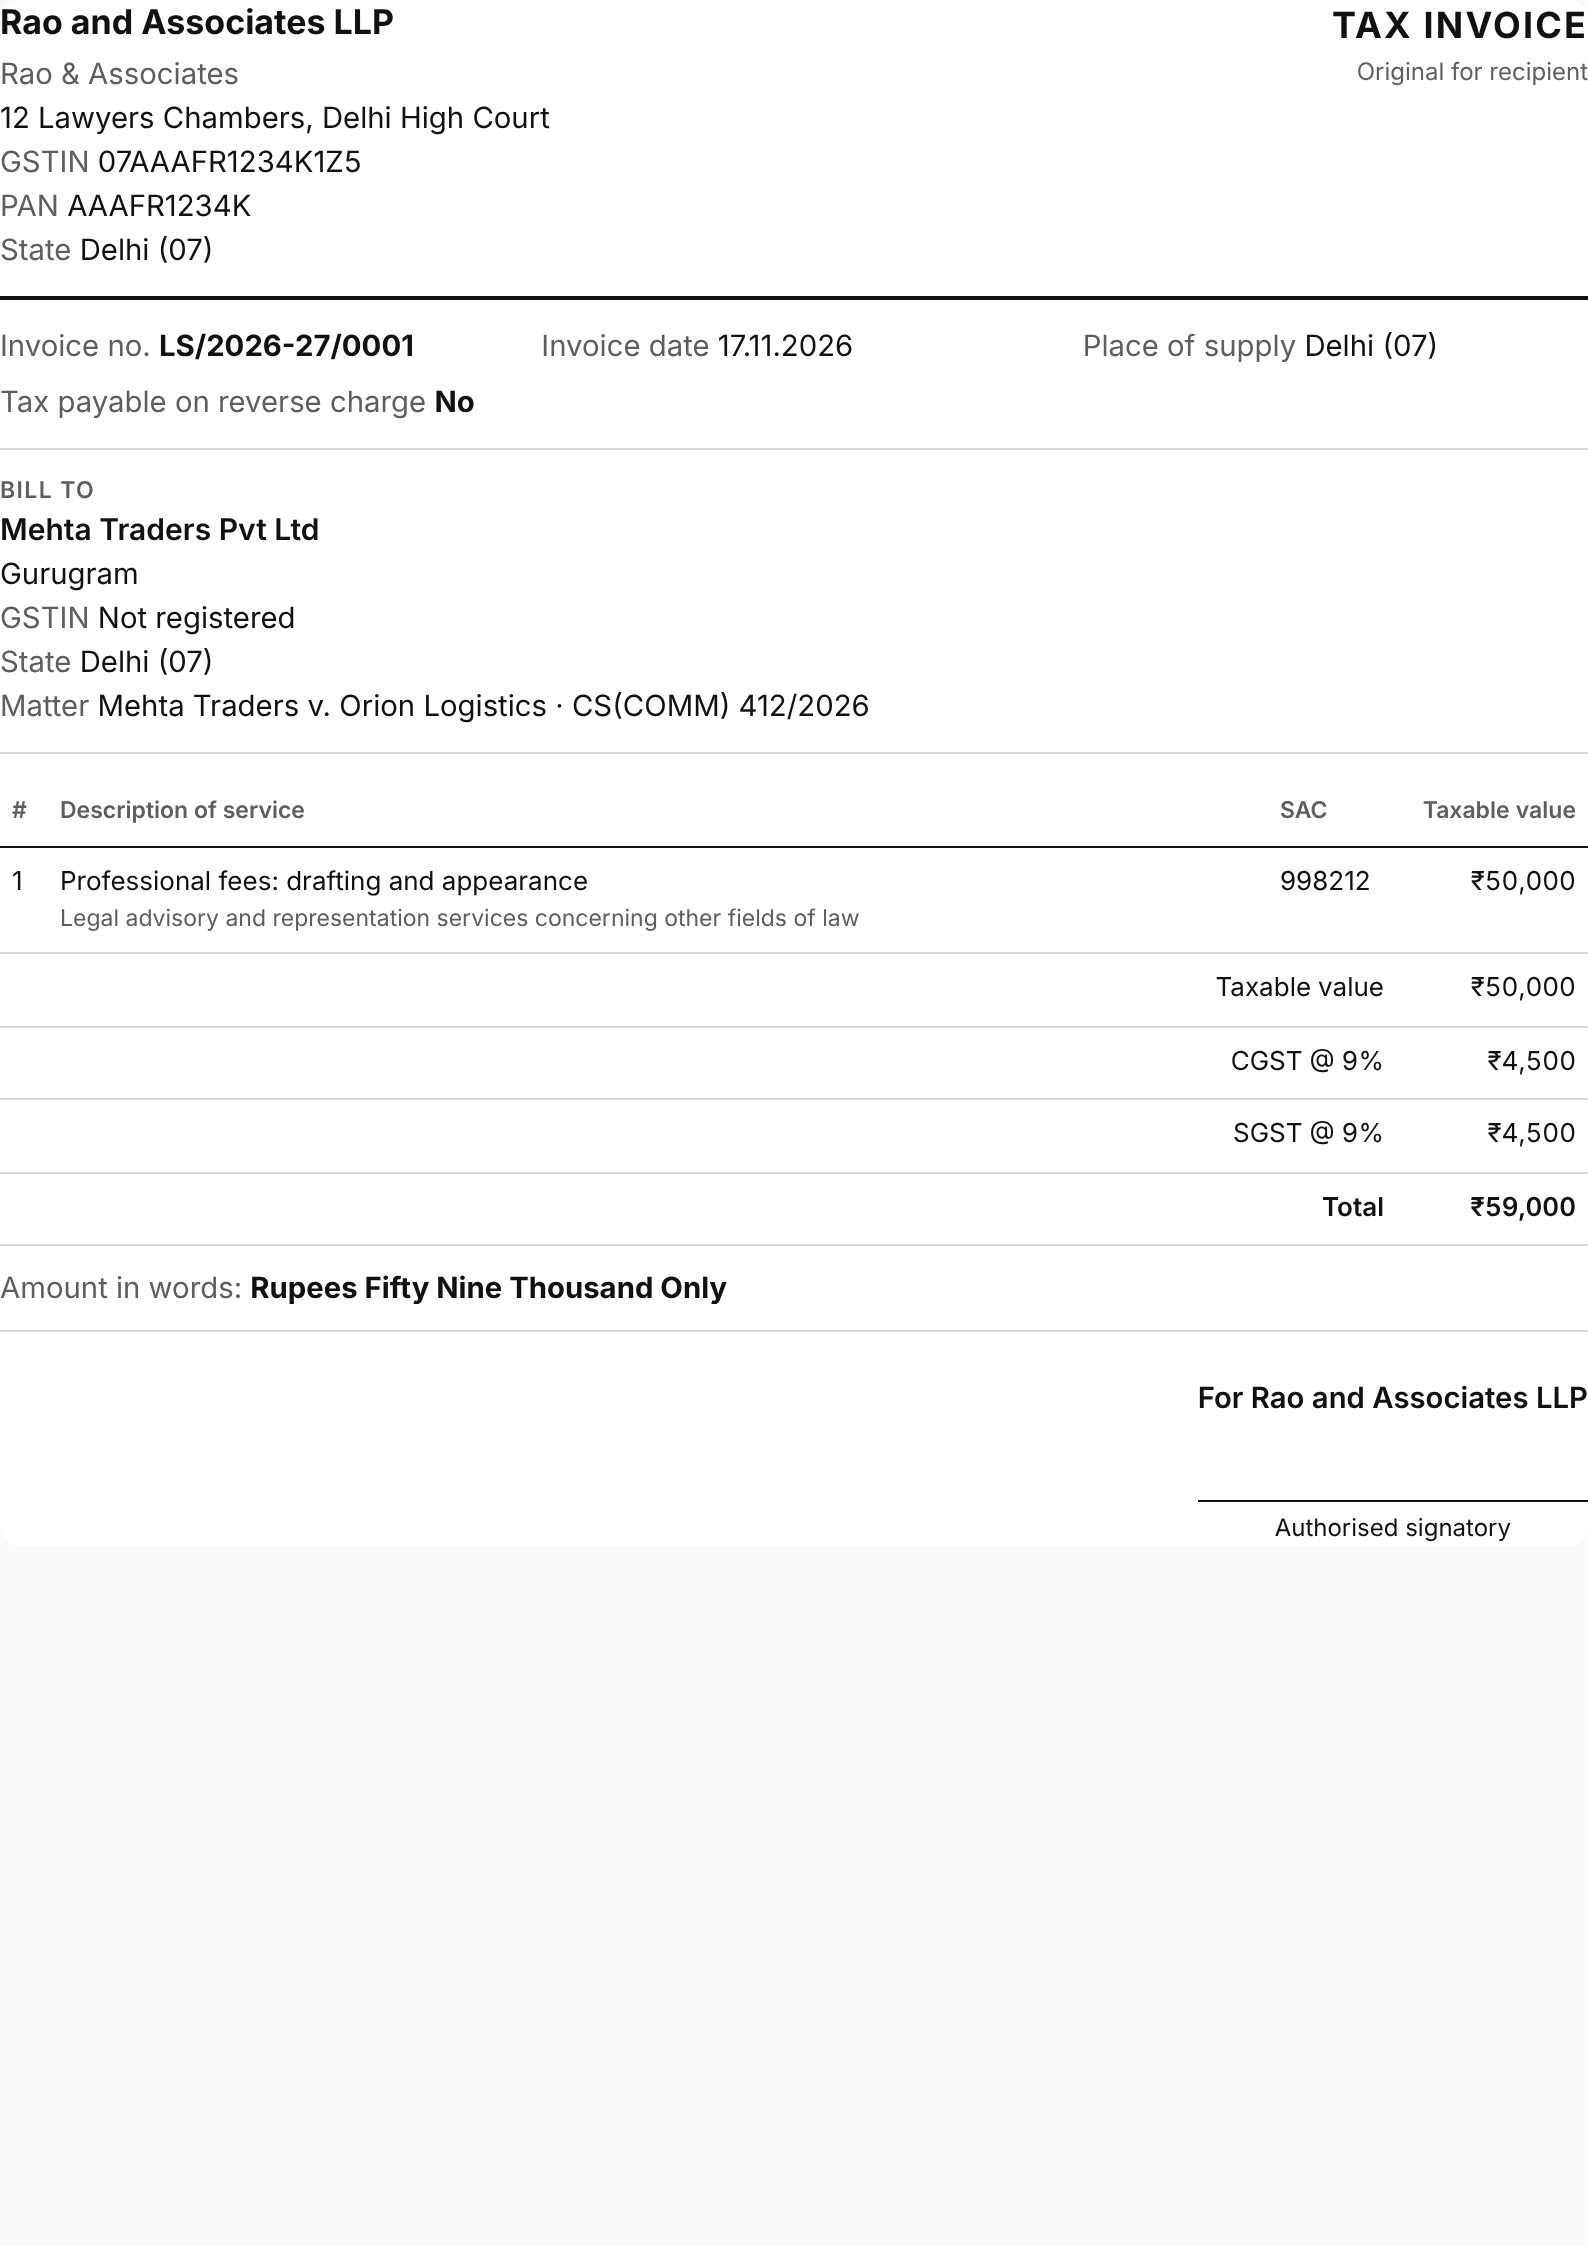 Rao and Associates LLP
TAX INVOICE
Rao & Associates
Original for recipient
12 Lawyers Chambers, Delhi High Court
GSTIN 07AAAFR1234K1Z5
PAN AAAFR1234K
State Delhi (07)
Invoice no. LS/2026-27/0001 Invoice date 17.11.2026 Place of supply Delhi (07)
Tax payable on reverse charge No
BILL TO
Mehta Traders Pvt Ltd
Gurugram
GSTIN Not registered
State Delhi (07)
Matter Mehta Traders v. Orion Logistics · CS(COMM) 412/2026
# Description of service SAC Taxable value
1 Professional fees: drafting and appearance 998212 ₹50,000
Legal advisory and representation services concerning other fields of law
Taxable value ₹50,000
CGST @ 9% ₹4,500
SGST @ 9% ₹4,500
Total ₹59,000
Amount in words: Rupees Fifty Nine Thousand Only
For Rao and Associates LLP
Authorised signatory